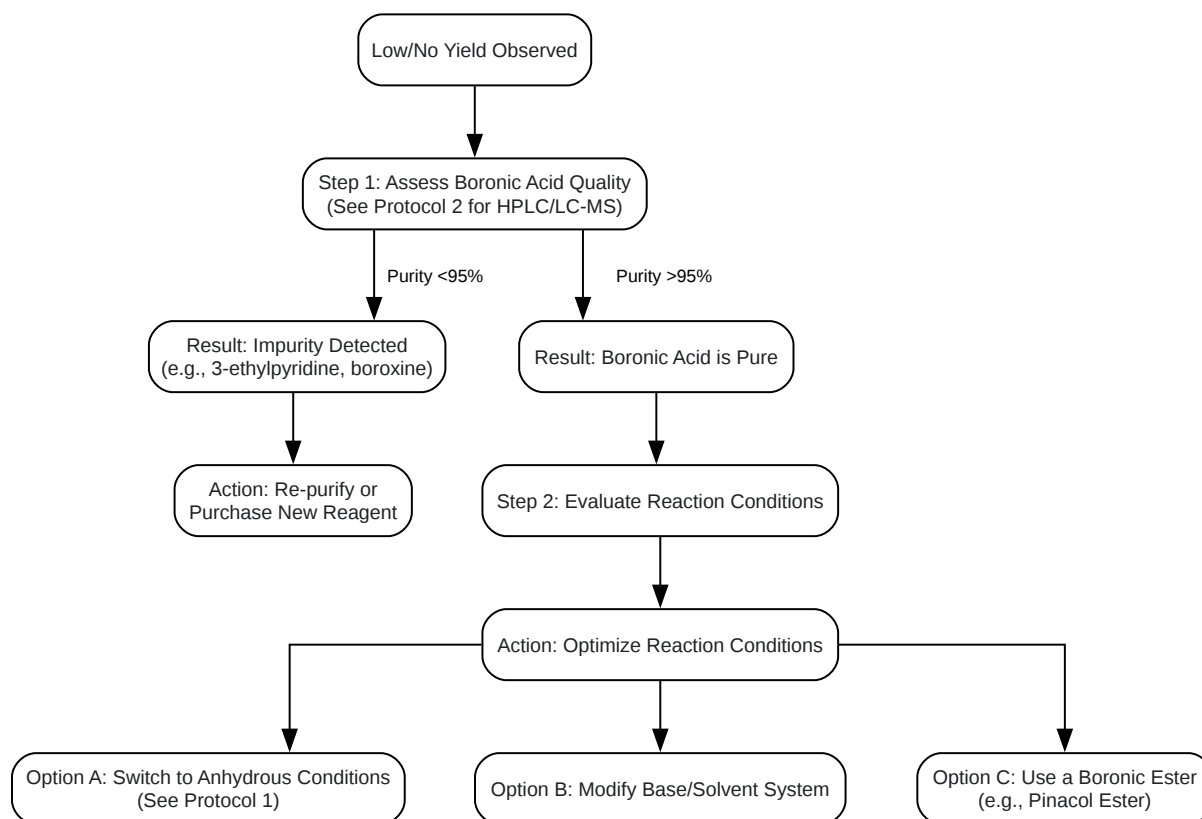 Low/No Yield Observed
Step 1: Assess Boronic Acid Quality
(See Protocol 2 for HPLC/LC-MS)
Purity <95%
Purity >95%
Result: Impurity Detected
(e.g., 3-ethylpyridine, boroxine)
Result: Boronic Acid is Pure
Action: Re-purify or
Purchase New Reagent
Step 2: Evaluate Reaction Conditions
Action: Optimize Reaction Conditions
Option A: Switch to Anhydrous Conditions
(See Protocol 1)
Option B: Modify Base/Solvent System
Option C: Use a Boronic Ester
(e.g., Pinacol Ester)